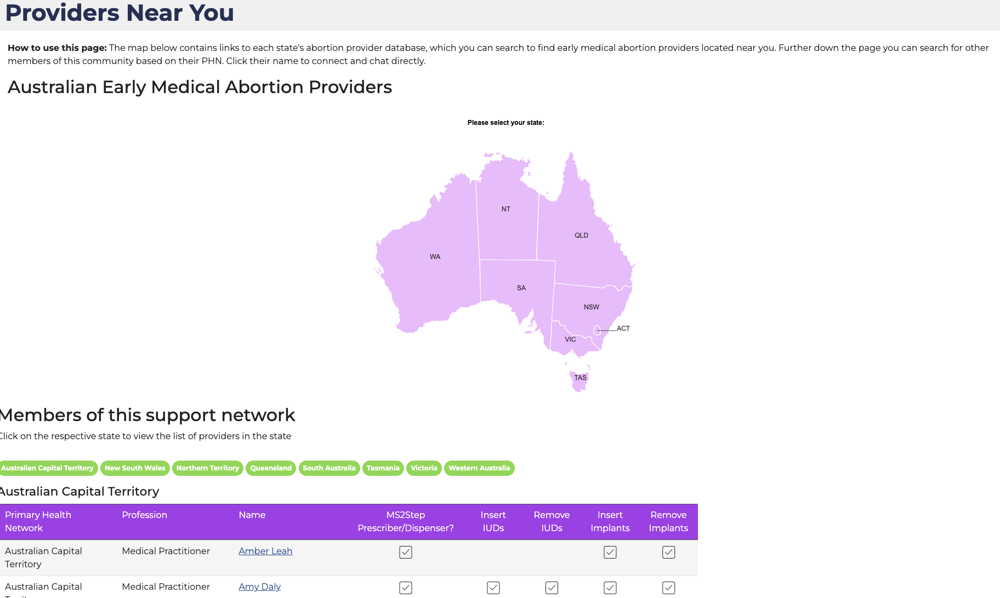 Providers Near You
How to use this page: The map below contains links to each state's abortion provider database, which you can search to find early medical abortion providers located near you. Further down the page you can search for other
members of this community based on their PHN. Click their name to connect and chat directly.
Australian Early Medical Abortion Providers
Please select your state:
NT
QLD
WA
SA
NSW
ACT
VIC
TAS
Members of this support network
Click on the respective state to view the list of providers in the state
Australian Capital Territory New South Wales Northern Territory Queensland South Australia Tasmania Victoria Western Australia
Australian Capital Territory
Primary Health Profession Name MS2Step Insert Remove Insert Remove
Network Prescriber/Dispenser? IUDs IUDs Implants Implants
Australian Capital Medical Practitioner Amber Leah
Territory
Australian Capital Medical Practitioner Amy Daly